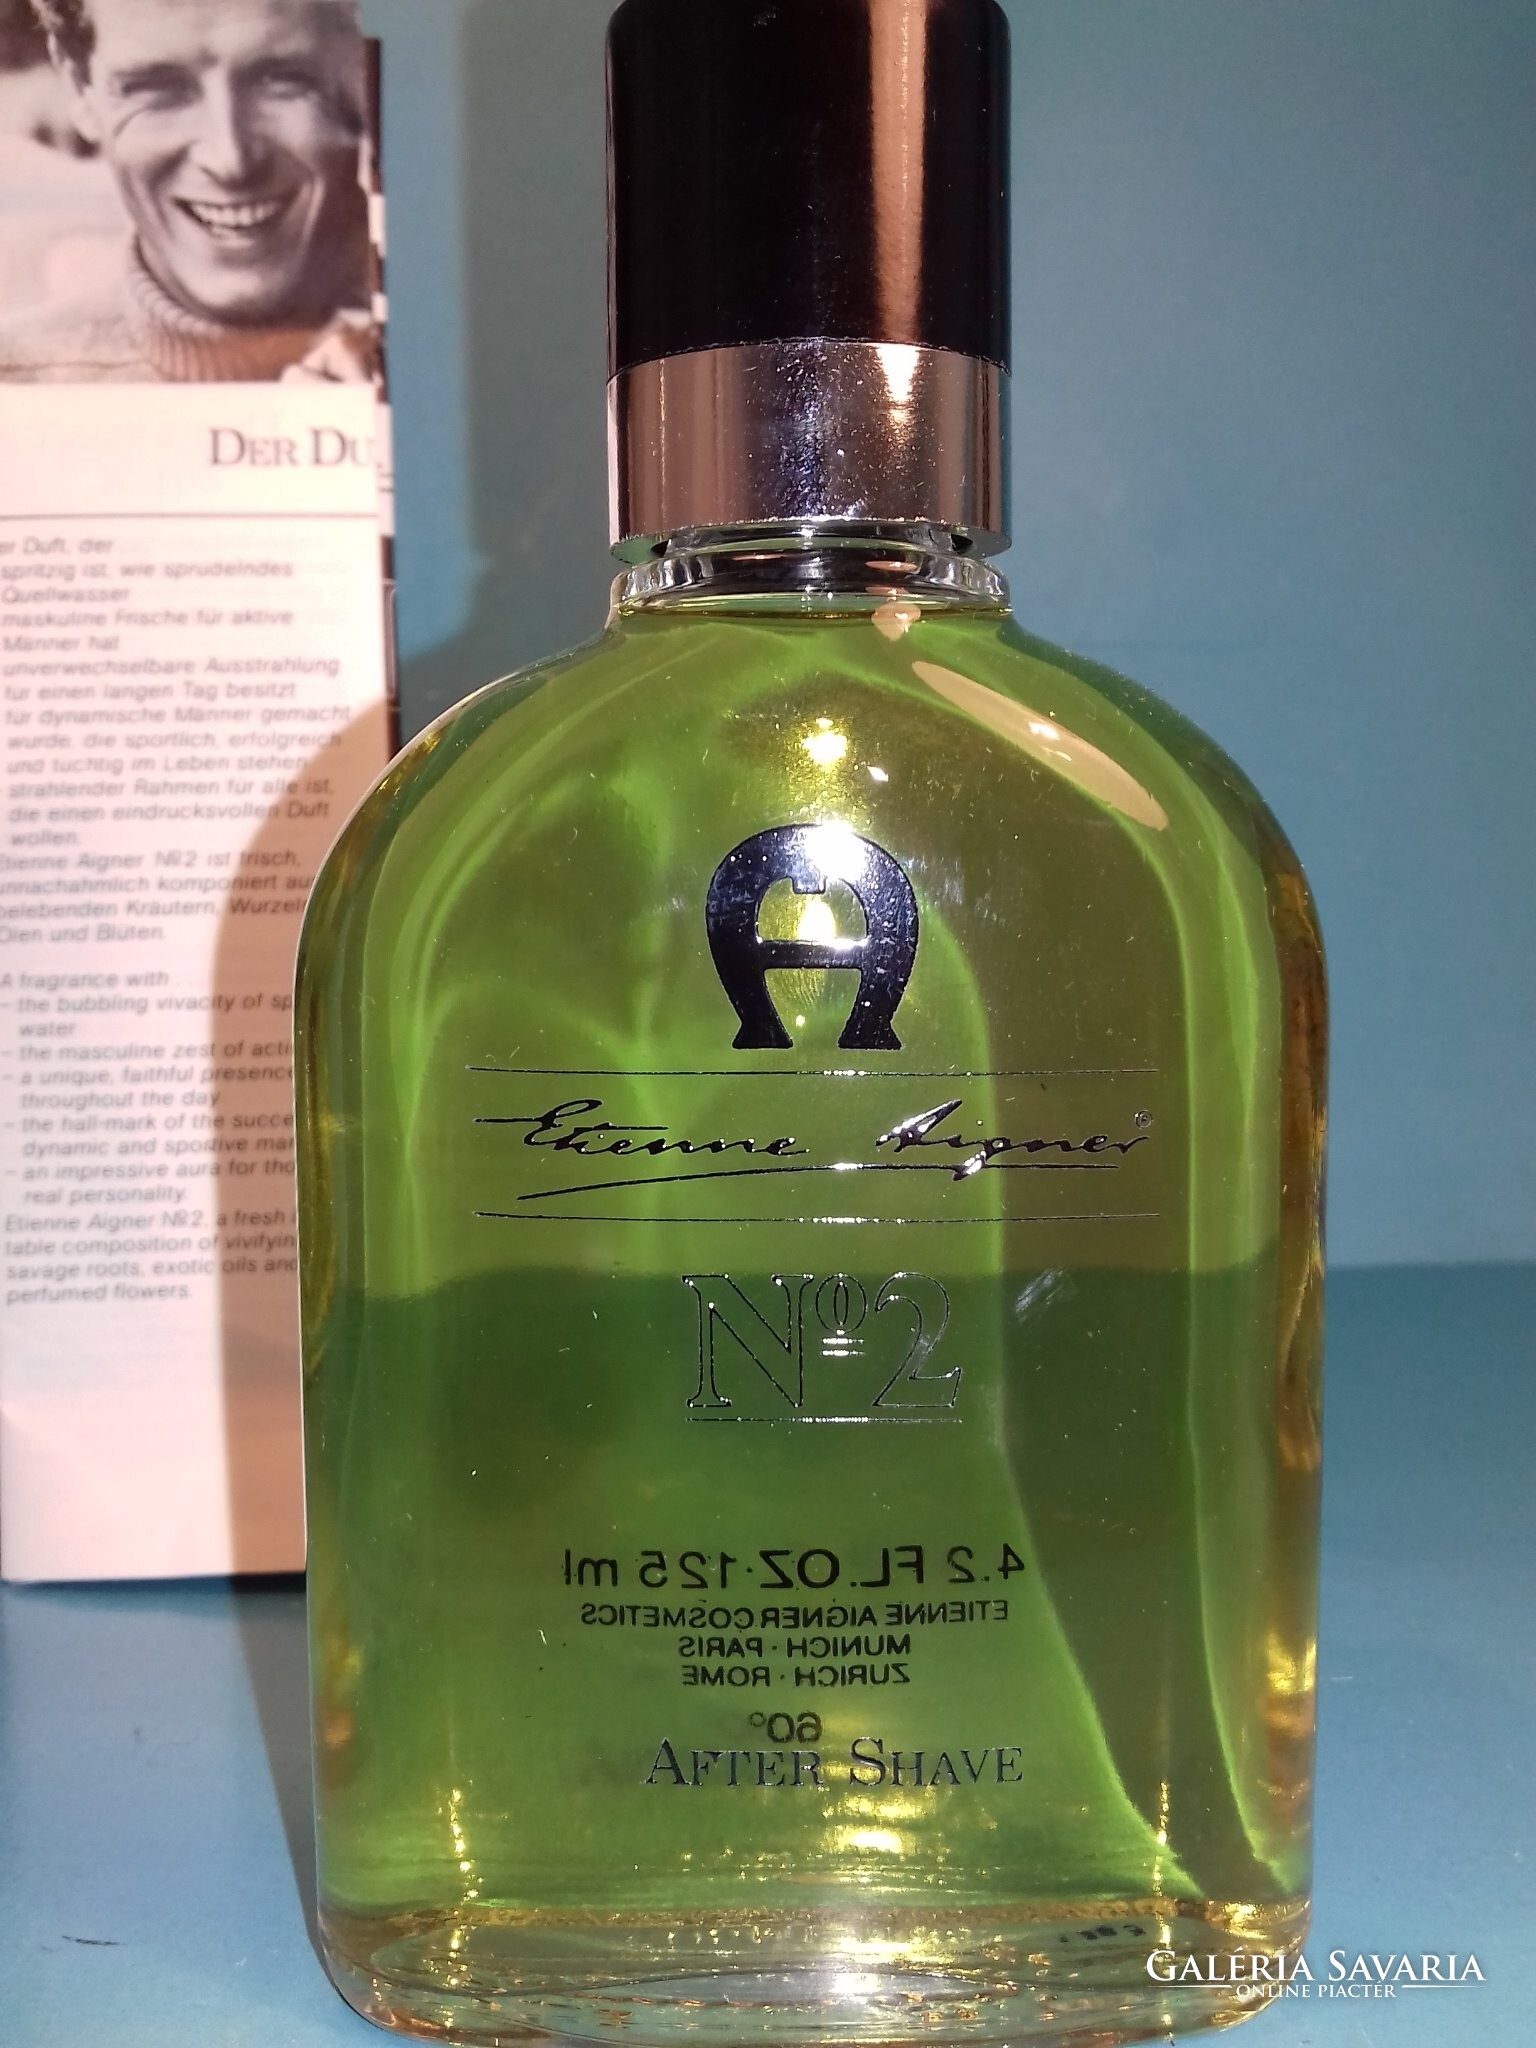 DER DU
er Duft, der
spritzig ist, wie sprudelndes
Quellwasser
maskuline Frische für aktive
Männer hat
unverwechselbare Ausstrahlung
für einen langen Tag besitzt
für dynamische Männer gemacht
wurde, die sportlich, erfolgreich
und tüchtig im Leben stehen
strahlender Rahmen für alle ist,
die einen eindrucksvollen Duft
wollen.
Etienne Aigner №2 ist frisch,
unnachahmlich komponiert au
belebenden Kräutern, Wurzeln
Ölen und Blüten.
A fragrance with
– the bubbling vivacity of sp
water
– the masculine zest of acti
– a unique, faithful presence
throughout the day
– the hall-mark of the succe
dynamic and sportive ma
– an impressive aura for tho
real personality.
Etienne Aigner №2, a fresh
table composition of vivifyin
savage roots, exotic oils and
perfumed flowers.
A
Etienne Aigner®
№2
4.2 FL.OZ·125 ml
ETIENNE AIGNER COSMETICS
MUNICH · PARIS
ZURICH · ROME
60°
AFTER SHAVE
GALÉRIA SAVARIA
ONLINE PIACTÉR